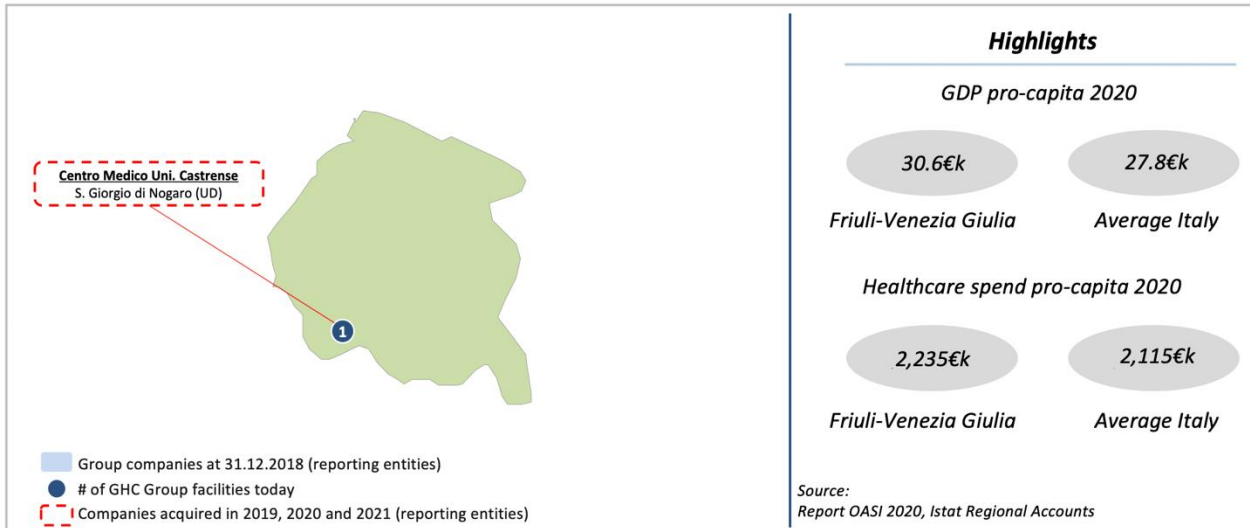 Centro Medico Uni. Castrense
S. Giorgio di Nogaro (UD)
1
Group companies at 31.12.2018 (reporting entities)
# of GHC Group facilities today
Companies acquired in 2019, 2020 and 2021 (reporting entities)
Highlights
GDP pro-capita 2020
30.6€k 27.8€k
Friuli-Venezia Giulia Average Italy
Healthcare spend pro-capita 2020
2,235€k 2,115€k
Friuli-Venezia Giulia Average Italy
Source:
Report OASI 2020, Istat Regional Accounts